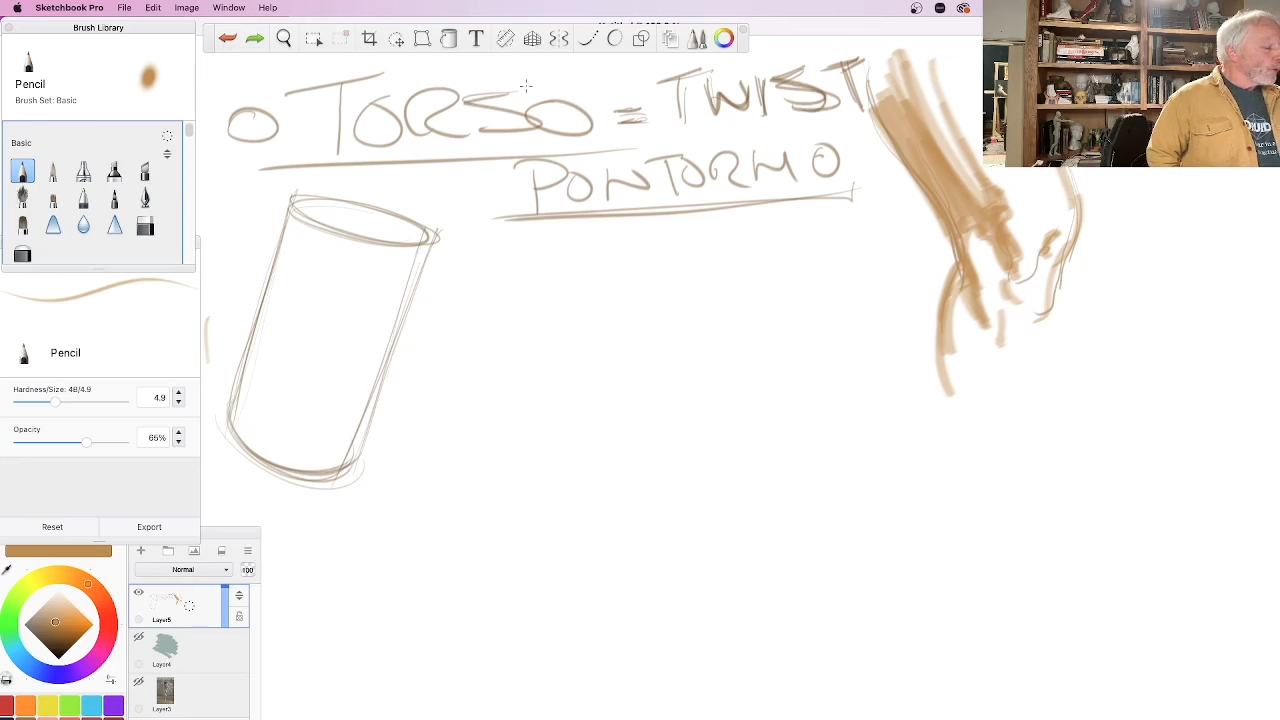 Sketchbook Pro File Edit Image Window Help
Brush Library
Pencil
Brush Set: Basic
Basic
Pencil
Hardness/Size: 4B/4.9
4.9
Opacity
65%
Reset Export
Normal
100
Layer5
Layer4
Layer3
T
O TORSO = TWIST
PONTORMO